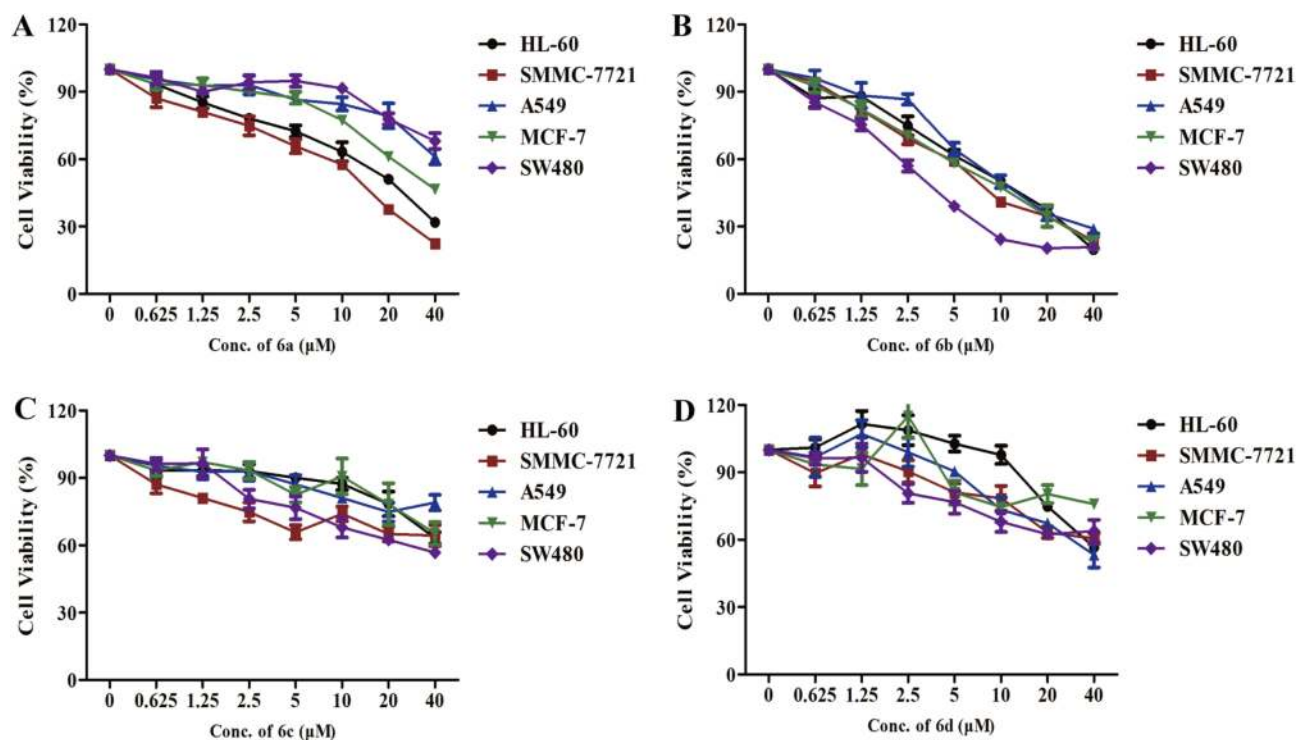 A
Cell Viability (%)
120
90
60
30
0
0 0.625 1.25 2.5 5 10 20 40
Conc. of 6a (μM)
HL-60
SMMC-7721
A549
MCF-7
SW480
B
Cell Viability (%)
120
90
60
30
0
0 0.625 1.25 2.5 5 10 20 40
Conc. of 6b (μM)
HL-60
SMMC-7721
A549
MCF-7
SW480
C
Cell Viability (%)
120
90
60
30
0
0 0.625 1.25 2.5 5 10 20 40
Conc. of 6c (μM)
HL-60
SMMC-7721
A549
MCF-7
SW480
D
Cell Viability (%)
120
90
60
30
0
0 0.625 1.25 2.5 5 10 20 40
Conc. of 6d (μM)
HL-60
SMMC-7721
A549
MCF-7
SW480